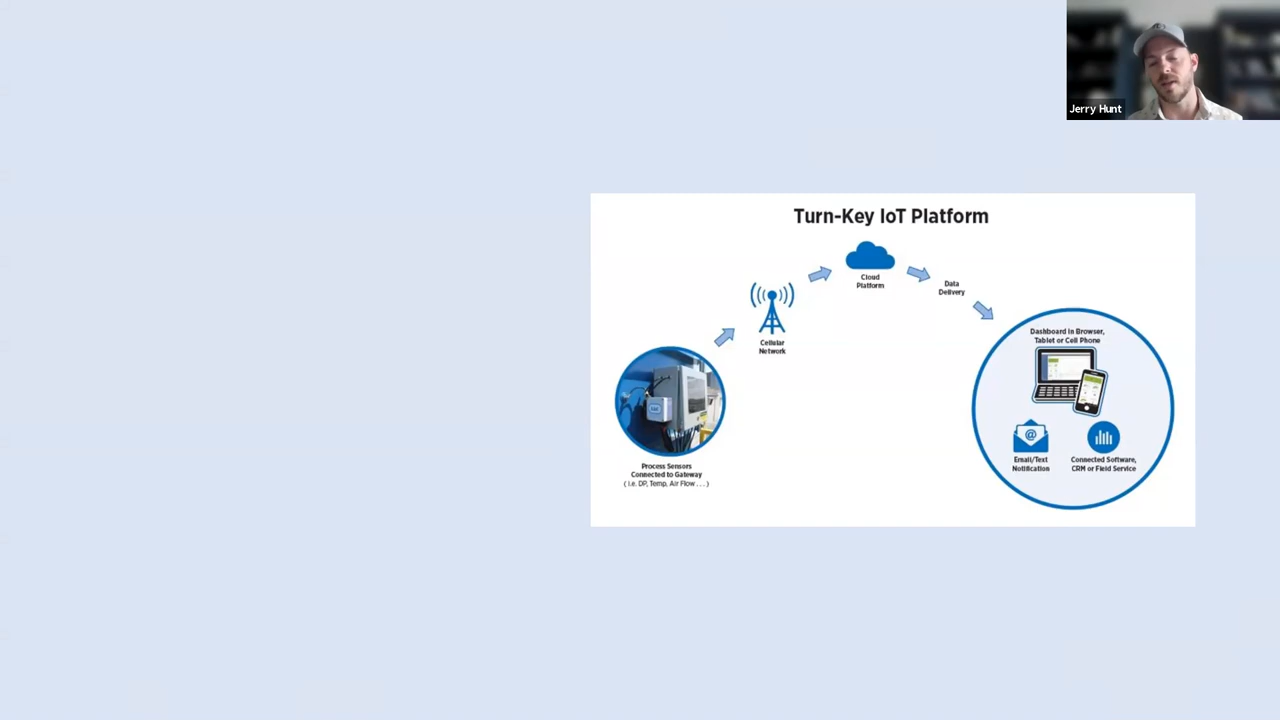 Jerry Hunt
Turn-Key IoT Platform
Cloud
Platform
Data
Delivery
Cellular
Network
Dashboard in Browser,
Tablet or Cell Phone
@
Email/Text
Notification
Connected Software,
CRM or Field Service
Process Sensors
Connected to Gateway
( i.e. DP, Temp, Air Flow . . . )